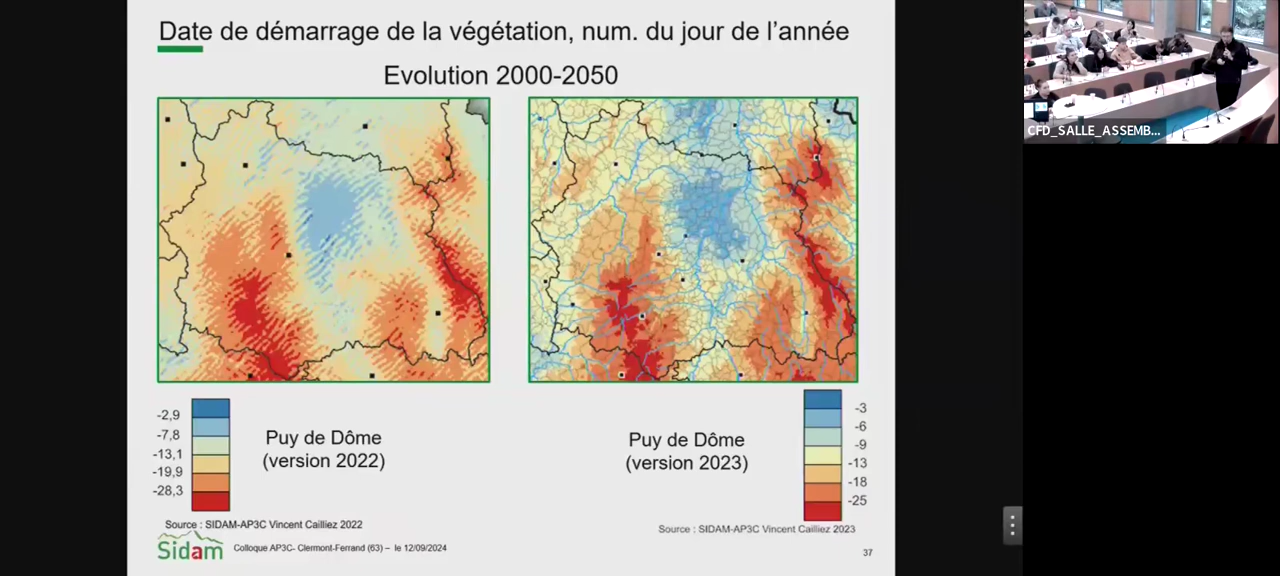 Date de démarrage de la végétation, num. du jour de l'année
Evolution 2000-2050
CFD_SALLE_ASSEMB...
-2,9
-7,8
-13,1
-19,9
-28,3
Puy de Dôme
(version 2022)
Puy de Dôme
(version 2023)
-3
-6
-9
-13
-18
-25
Source : SIDAM-AP3C Vincent Cailliez 2022
Source : SIDAM-AP3C Vincent Cailliez 2023
Sidam
Colloque AP3C- Clermont-Ferrand (63) – le 12/09/2024
37